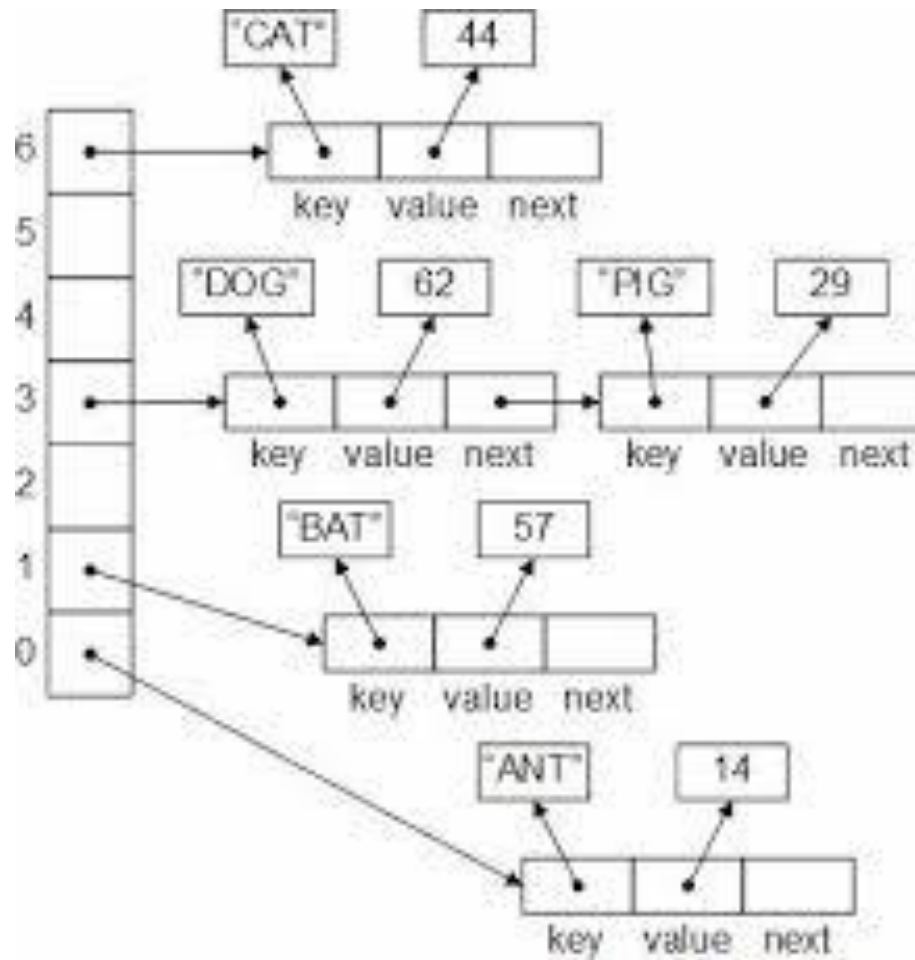 "CAT" 44
6
key value next
5
"DOG" 62 "PIG" 29
4
3
key value next key value next
2
"BAT" 57
1
0
key value next
"ANT" 14
key value next